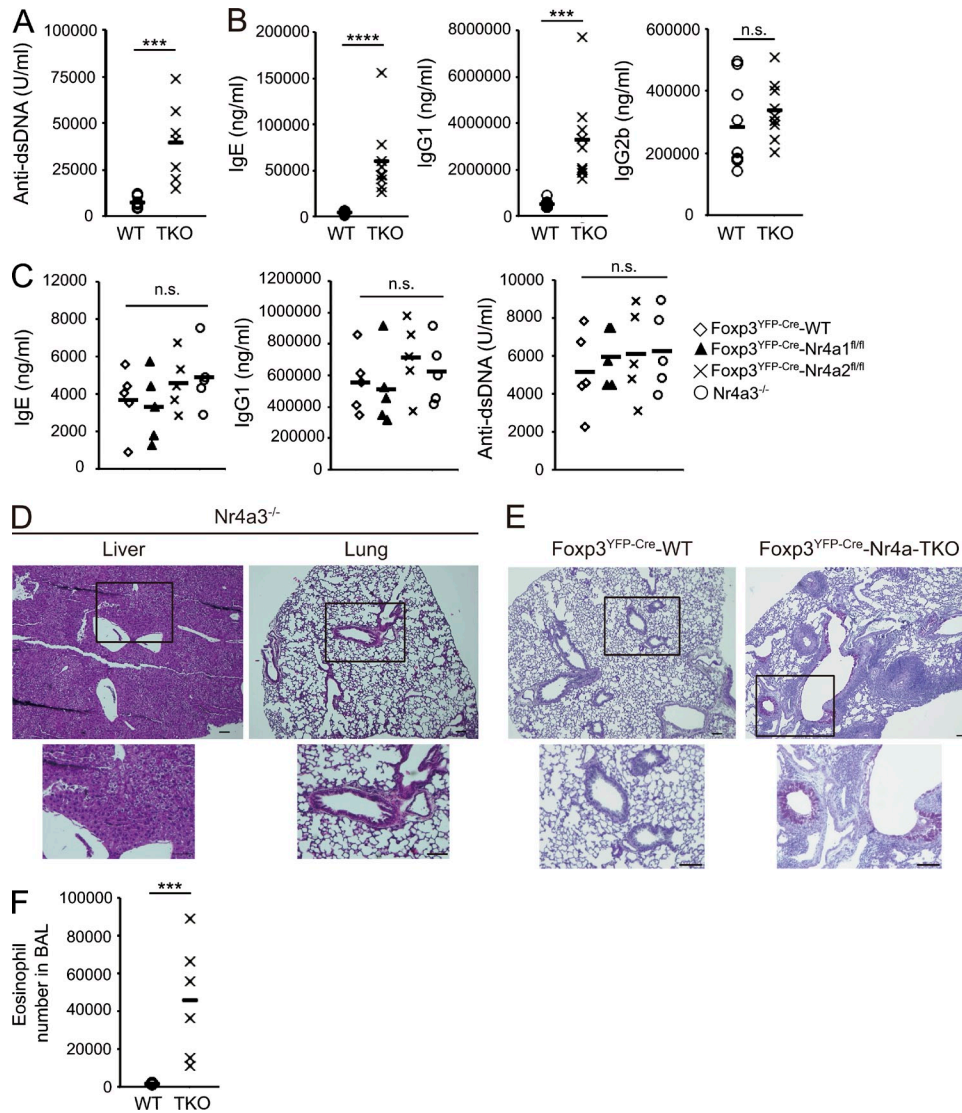 A
Anti-dsDNA (U/ml)
100000
75000
50000
25000
0
***
WT TKO
B
IgE (ng/ml)
200000
150000
100000
50000
0
****
WT TKO
IgG1 (ng/ml)
8000000
6000000
4000000
2000000
0
***
WT TKO
IgG2b (ng/ml)
600000
400000
200000
0
n.s.
WT TKO
C
IgE (ng/ml)
12000
10000
8000
6000
4000
2000
0
n.s.
IgG1 (ng/ml)
1200000
1000000
800000
600000
400000
200000
0
n.s.
Anti-dsDNA (U/ml)
10000
8000
6000
4000
2000
0
n.s.
Foxp3YFP-Cre-WT
Foxp3YFP-Cre-Nr4a1fl/fl
Foxp3YFP-Cre-Nr4a2fl/fl
Nr4a3-/-
D
Nr4a3-/-
Liver
Lung
E
Foxp3YFP-Cre-WT
Foxp3YFP-Cre-Nr4a-TKO
F
Eosinophil
number in BAL
100000
80000
60000
40000
20000
0
***
WT TKO